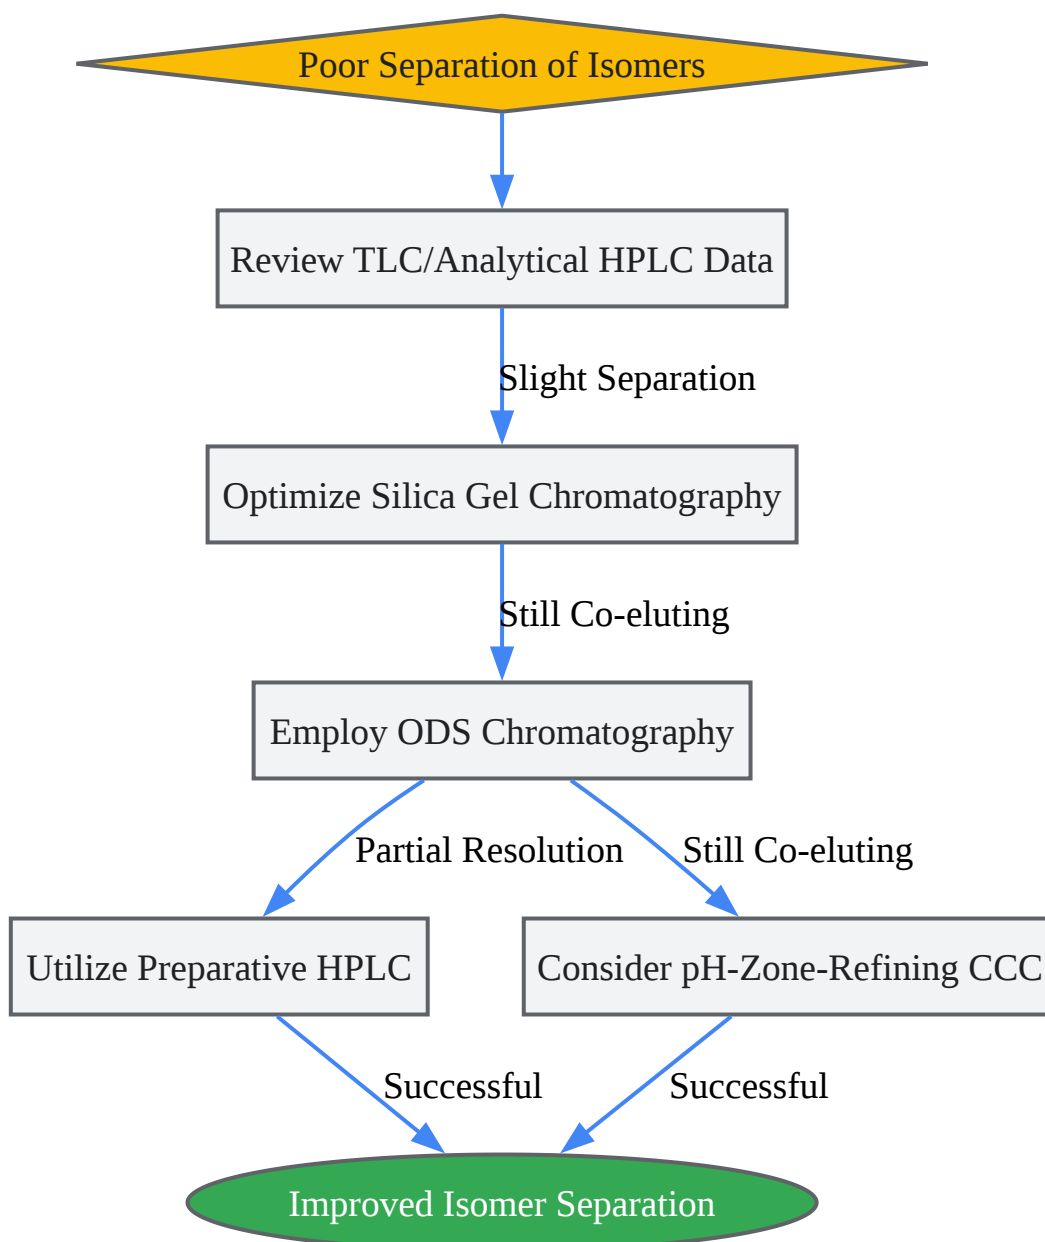 Poor Separation of Isomers
Review TLC/Analytical HPLC Data
Slight Separation
Optimize Silica Gel Chromatography
Still Co-eluting
Employ ODS Chromatography
Partial Resolution
Still Co-eluting
Utilize Preparative HPLC
Consider pH-Zone-Refining CCC
Successful
Successful
Improved Isomer Separation